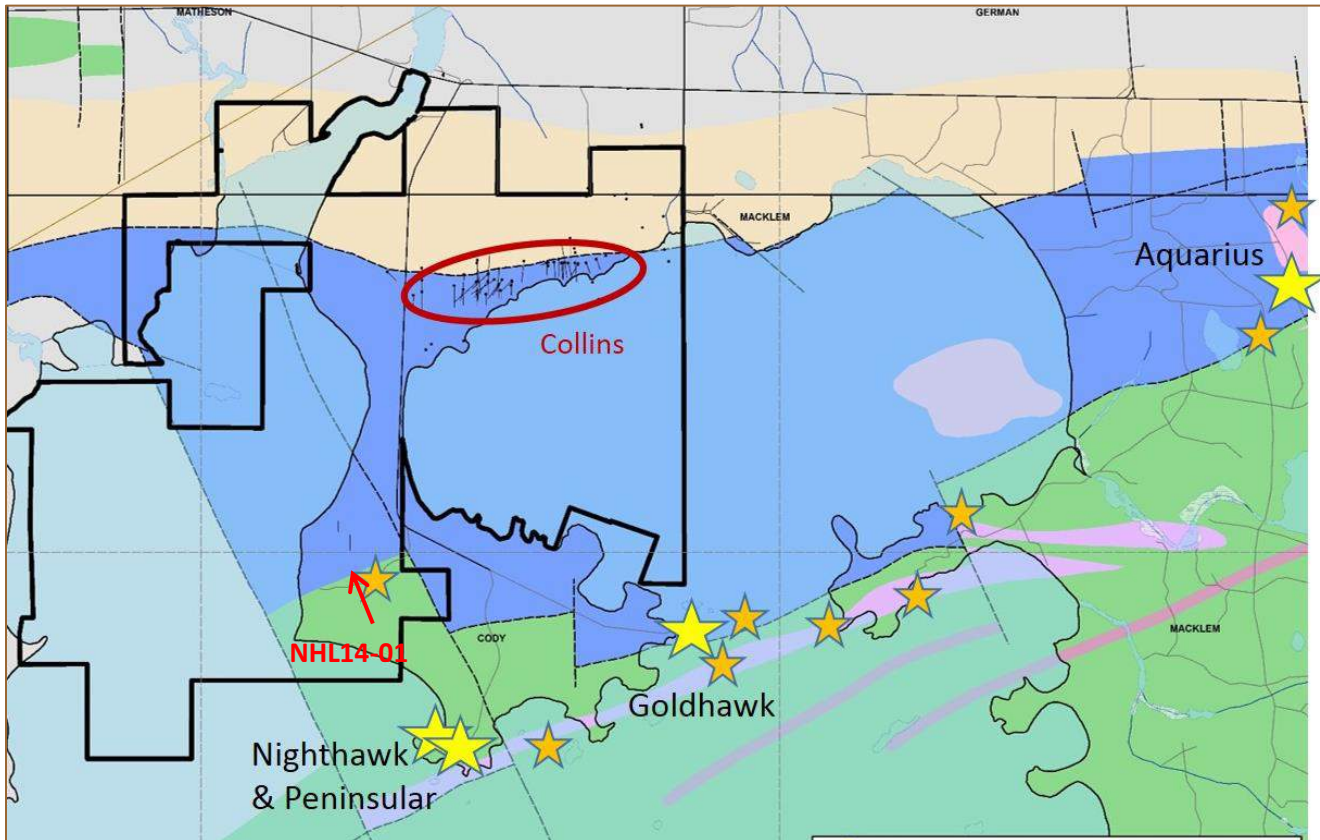 MATHESON
GERMAN
MACKLEM
Aquarius
Collins
NHL14-01
CODY
MACKLEM
Goldhawk
Nighthawk
& Peninsular